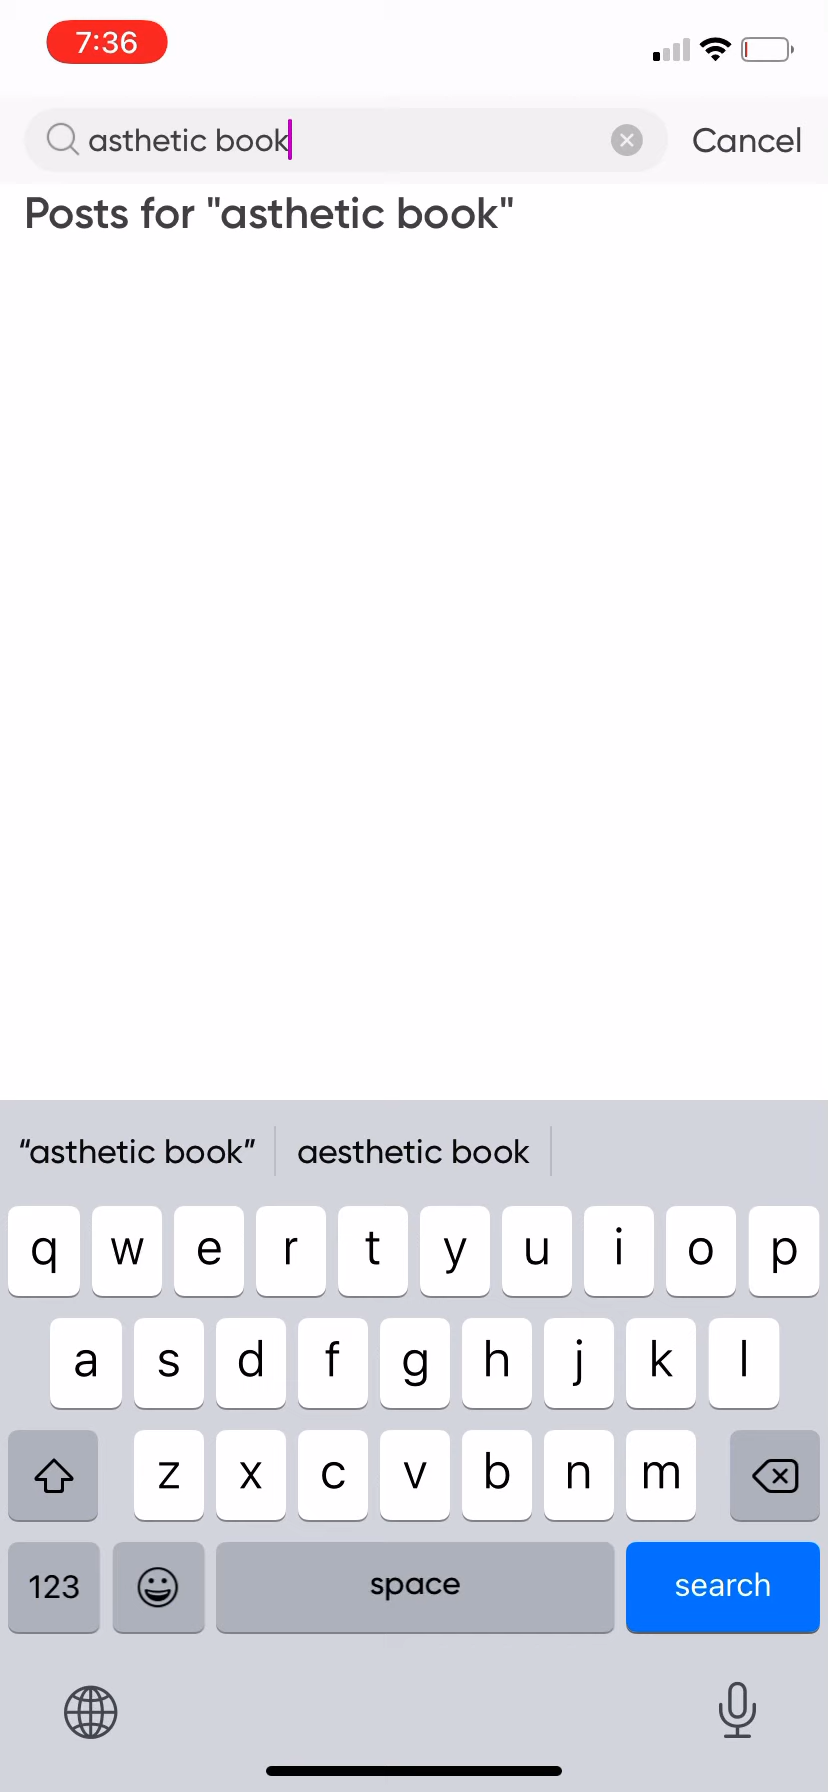 7:36
asthetic book Cancel
Posts for "asthetic book"
“asthetic book” aesthetic book
q w e r t y u i o p
a s d f g h j k l
z x c v b n m
123 space search